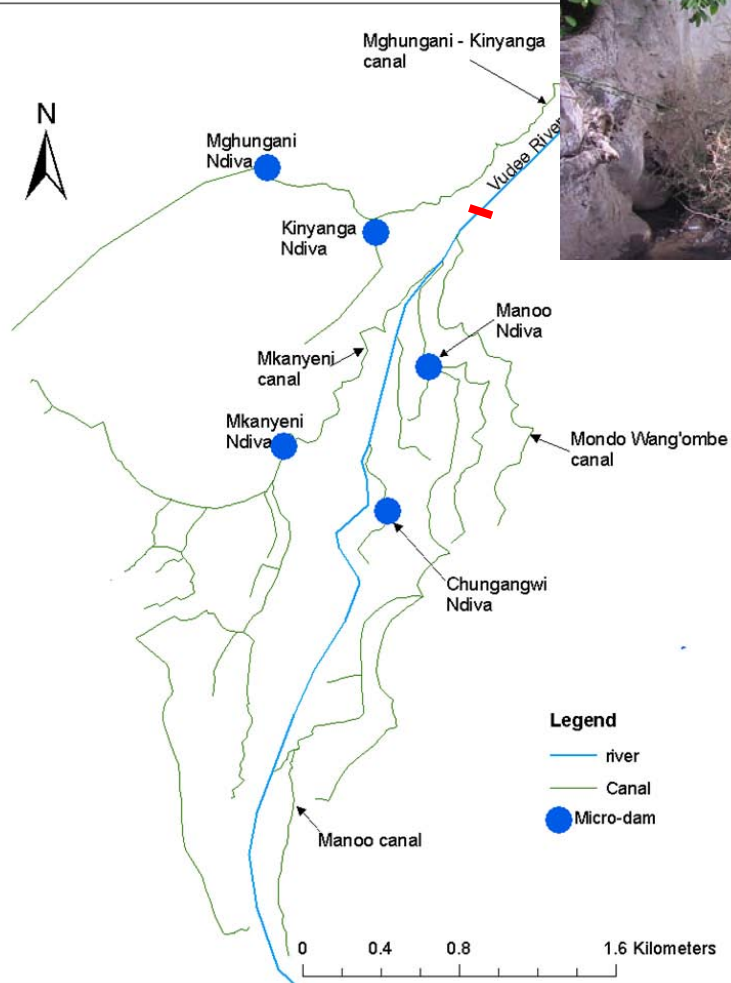 Mghungani - Kinyanga
canal
N
Mghungani
Ndiva
Vudee River
Kinyanga
Ndiva
Manoo
Ndiva
Mkanyeni
canal
Mkanyeni
Ndiva
Mondo Wang'ombe
canal
Chungangwi
Ndiva
Legend
river
Canal
Micro-dam
Manoo canal
0 0.4 0.8 1.6 Kilometers